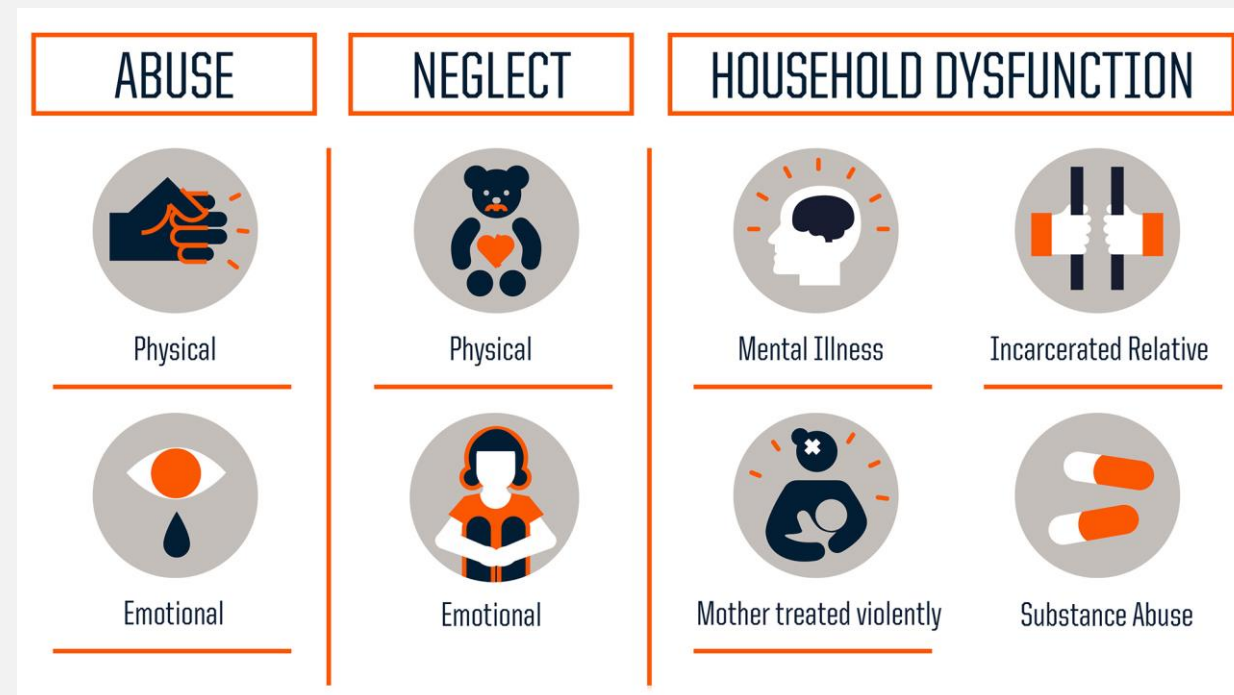 ABUSE
NEGLECT
HOUSEHOLD DYSFUNCTION
Physical
Physical
Mental Illness
Incarcerated Relative
Emotional
Emotional
Mother treated violently
Substance Abuse